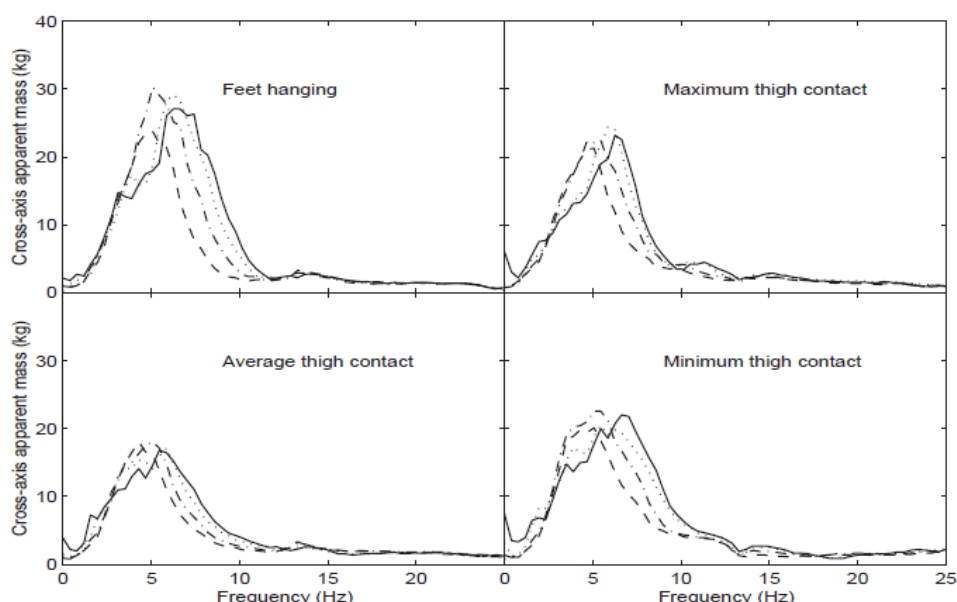 40
30
20
10
0
Cross-axis apparent mass (kg)
Feet hanging
Maximum thigh contact
30
20
10
0
Cross-axis apparent mass (kg)
Average thigh contact
Minimum thigh contact
0 5 10 15 20 0 5 10 15 20 25
Frequency (Hz) Frequency (Hz)